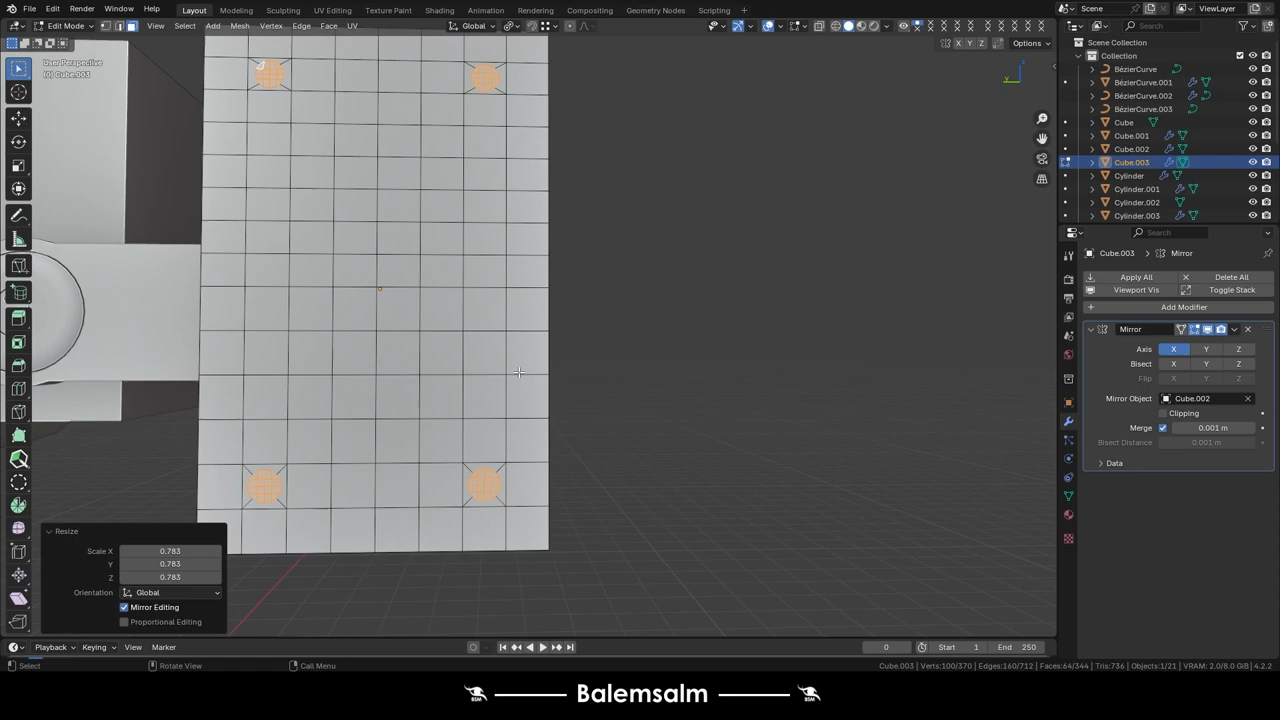 File Edit Render Window Help Layout Modeling Sculpting UV Editing Texture Paint Shading Animation Rendering Compositing Geometry Nodes Scripting Scene ViewLayer
Edit Mode View Select Add Mesh Vertex Edge Face UV Global Search
X Y Z Options
User Perspective
(0) Cube.003
Z
Y
Scene Collection
Collection
BézierCurve
BézierCurve.001
BézierCurve.002
BézierCurve.003
Cube
Cube.001
Cube.002
Cube.003
Cylinder
Cylinder.001
Cylinder.002
Cylinder.003
Search
Cube.003 Mirror
Apply All Delete All
Viewport Vis Toggle Stack
Add Modifier
Mirror
Axis X Y Z
Bisect X Y Z
Flip X Y Z
Mirror Object Cube.002
Clipping
Merge 0.001 m
Bisect Distance 0.001 m
Data
Resize
Scale X 0.783
Y 0.783
Z 0.783
Orientation Global
Mirror Editing
Proportional Editing
Playback Keying View Marker 0 Start 1 End 250
Select Rotate View Call Menu Cube.003 | Verts:100/370 | Edges:160/712 | Faces:64/344 | Tris:736 | Objects:1/21 | VRAM: 2.0/8.0 GiB | 4.2.2
BSM Balemsalm BSM